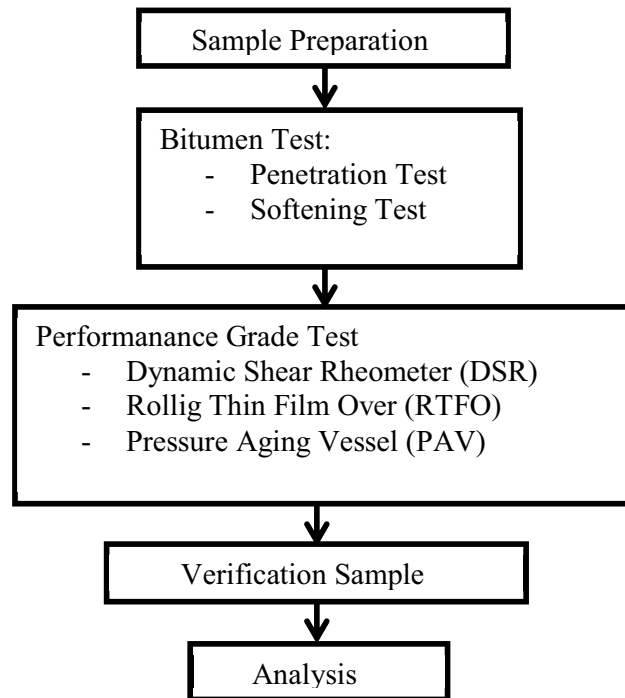 Sample Preparation
Bitumen Test:
- Penetration Test
- Softening Test
Performanance Grade Test
- Dynamic Shear Rheometer (DSR)
- Rollig Thin Film Over (RTFO)
- Pressure Aging Vessel (PAV)
Verification Sample
Analysis